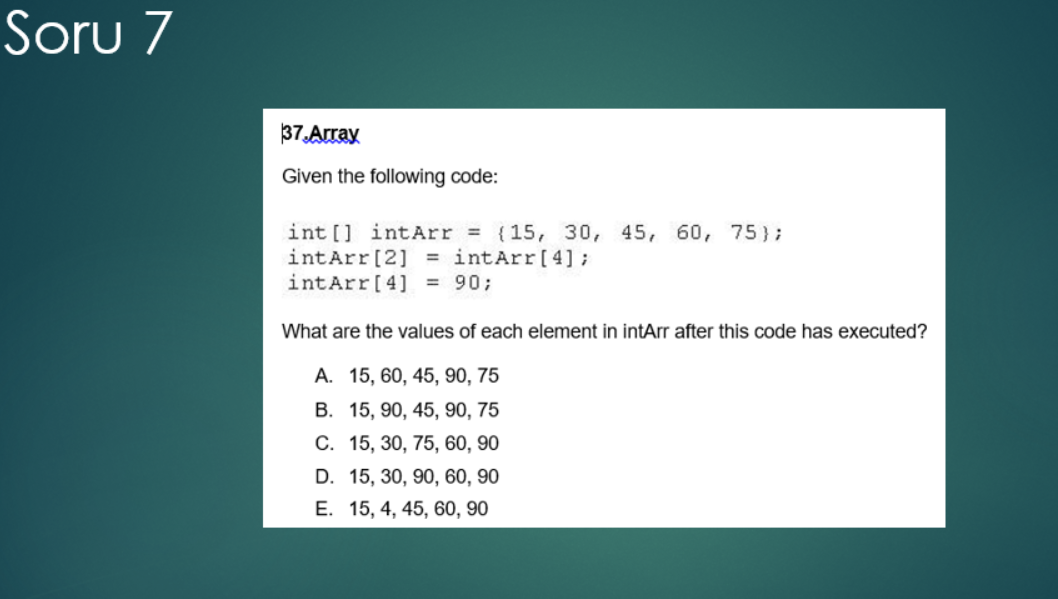 Soru 7
37.Array
Given the following code:
int[] intArr = {15, 30, 45, 60, 75};
intArr[2] = intArr[4];
intArr[4] = 90;
What are the values of each element in intArr after this code has executed?
A. 15, 60, 45, 90, 75
B. 15, 90, 45, 90, 75
C. 15, 30, 75, 60, 90
D. 15, 30, 90, 60, 90
E. 15, 4, 45, 60, 90